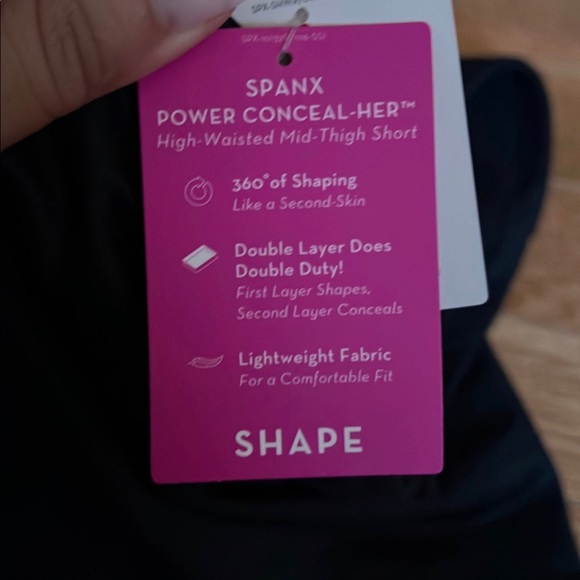 SPANX
POWER CONCEAL-HER™
High-Waisted Mid-Thigh Short
360° of Shaping
Like a Second-Skin
Double Layer Does
Double Duty!
First Layer Shapes,
Second Layer Conceals
Lightweight Fabric
For a Comfortable Fit
SHAPE